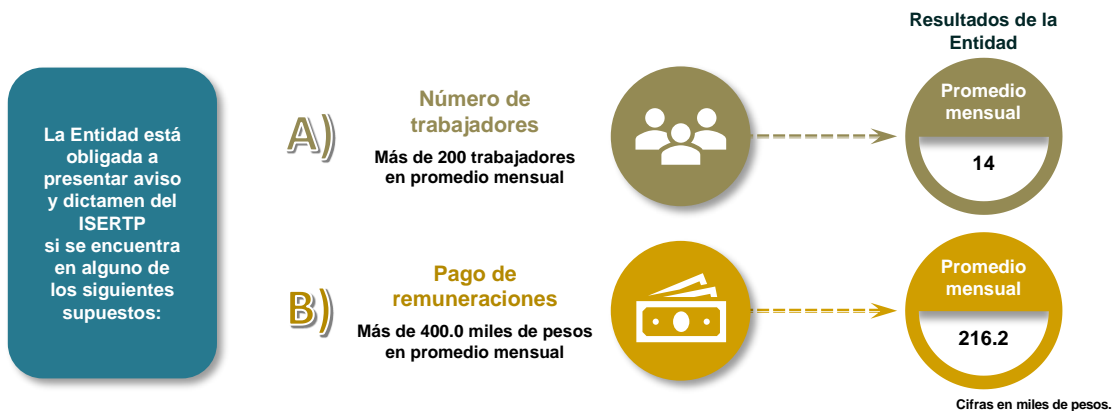 La Entidad está
obligada a
presentar aviso
y dictamen del
ISERTP
si se encuentra
en alguno de
los siguientes
supuestos:
A)
Número de
trabajadores
Más de 200 trabajadores
en promedio mensual
Resultados de la
Entidad
Promedio
mensual
14
B)
Pago de
remuneraciones
Más de 400.0 miles de pesos
en promedio mensual
Promedio
mensual
216.2
Cifras en miles de pesos.